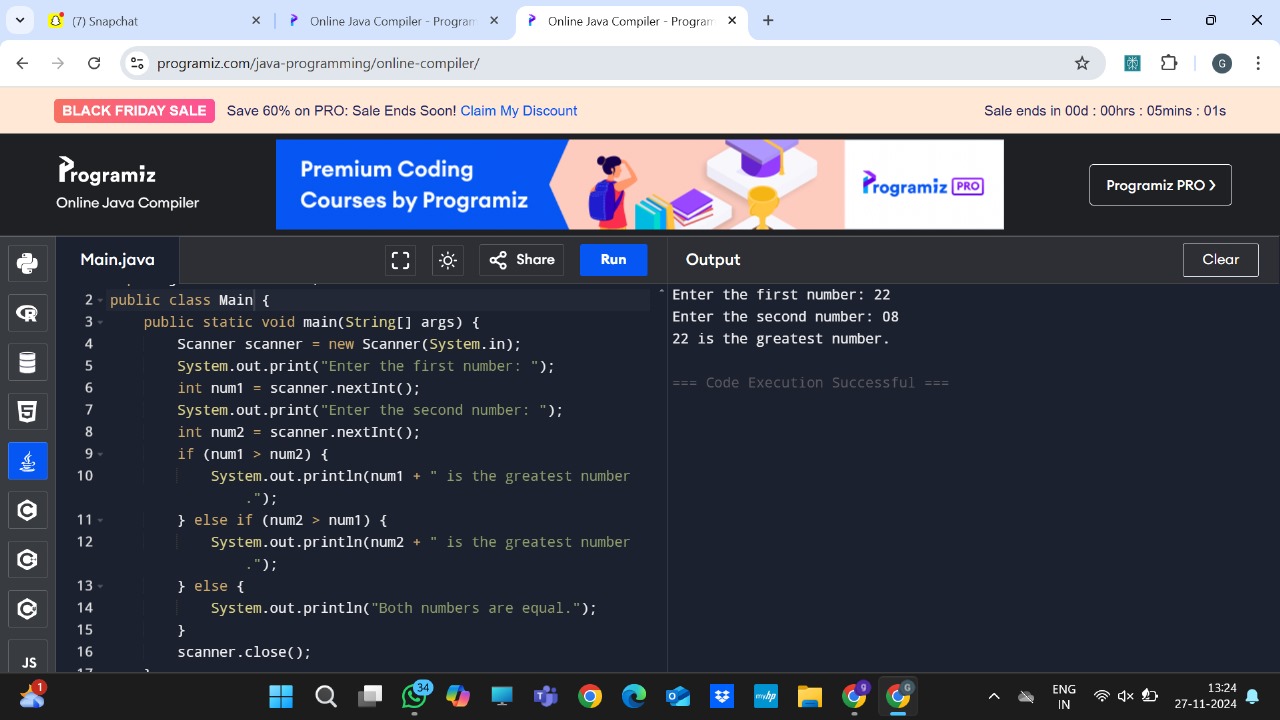 (7) Snapchat
Online Java Compiler - Program
Online Java Compiler - Program
programiz.com/java-programming/online-compiler/
G
BLACK FRIDAY SALE Save 60% on PRO: Sale Ends Soon! Claim My Discount
Sale ends in 00d : 00hrs : 05mins : 01s
Programiz
Online Java Compiler
Premium Coding
Courses by Programiz
Programiz PRO
Programiz PRO ❯
Main.java
Share
Run
Output
Clear
2 public class Main {
3 public static void main(String[] args) {
4 Scanner scanner = new Scanner(System.in);
5 System.out.print("Enter the first number: ");
6 int num1 = scanner.nextInt();
7 System.out.print("Enter the second number: ");
8 int num2 = scanner.nextInt();
9 if (num1 > num2) {
10 System.out.println(num1 + " is the greatest number
.");
11 } else if (num2 > num1) {
12 System.out.println(num2 + " is the greatest number
.");
13 } else {
14 System.out.println("Both numbers are equal.");
15 }
16 scanner.close();
Enter the first number: 22
Enter the second number: 08
22 is the greatest number.
=== Code Execution Successful ===
JS
1
34
myhp
9
G
ENG
IN
13:24
27-11-2024